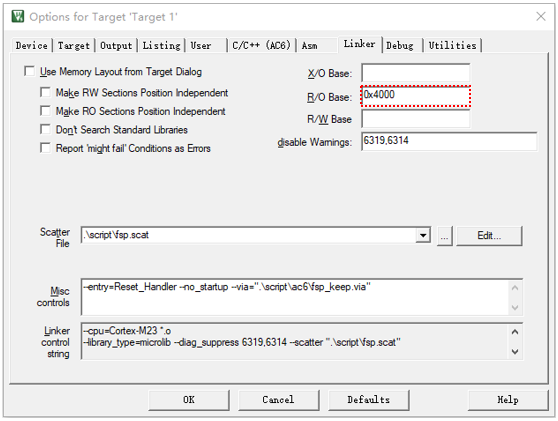 Options for Target 'Target 1'
Device Target Output Listing User C/C++ (AC6) Asm Linker Debug Utilities
Use Memory Layout from Target Dialog
X/O Base:
Make RW Sections Position Independent
R/O Base: 0x4000
Make RO Sections Position Independent
R/W Base
Don't Search Standard Libraries
disable Warnings: 6319,6314
Report 'might fail' Conditions as Errors
Scatter
File
.\script\fsp.scat
...
Edit...
Misc
controls
--entry=Reset_Handler --no_startup --via=".\script\ac6\fsp_keep.via"
Linker
control
string
--cpu=Cortex-M23 *.o
--library_type=microlib --diag_suppress 6319,6314 --scatter ".\script\fsp.scat"
OK Cancel Defaults Help